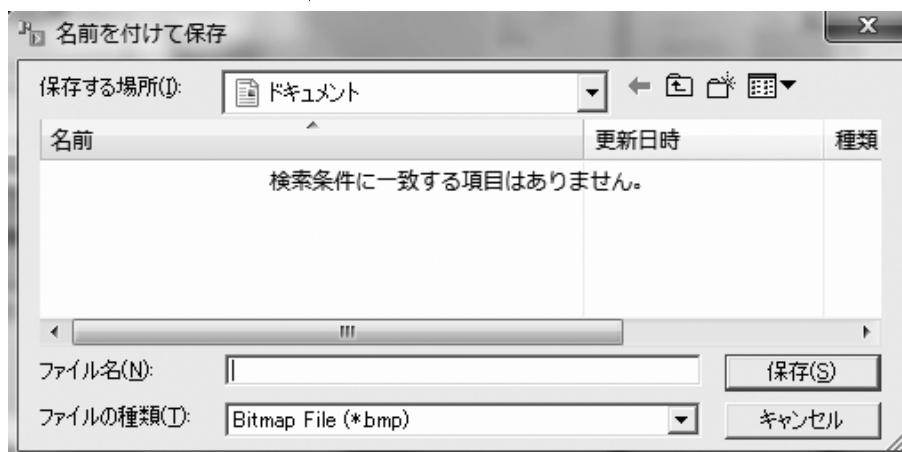 名前を付けて保存
保存する場所(I):
ドキュメント
名前 更新日時 種類
検索条件に一致する項目はありません。
ファイル名(N):
保存(S)
ファイルの種類(T):
Bitmap File (*.bmp)
キャンセル